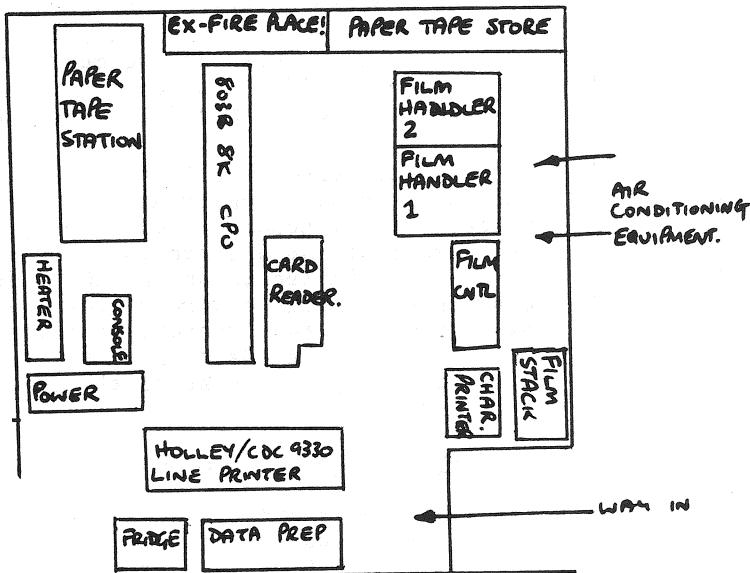 EX-FIRE PLACE!
PAPER TAPE STORE
PAPER
TAPE
STATION
803B 8K CPU
FILM
HANDLER
2
FILM
HANDLER
1
AIR
CONDITIONING
EQUIPMENT.
HEATER
CONSOLE
CARD
READER.
FILM
CNTL
POWER
CHAR.
PRINTER
FILM
STACK
HOLLEY/CDC 9330
LINE PRINTER
WAY IN
FRIDGE
DATA PREP